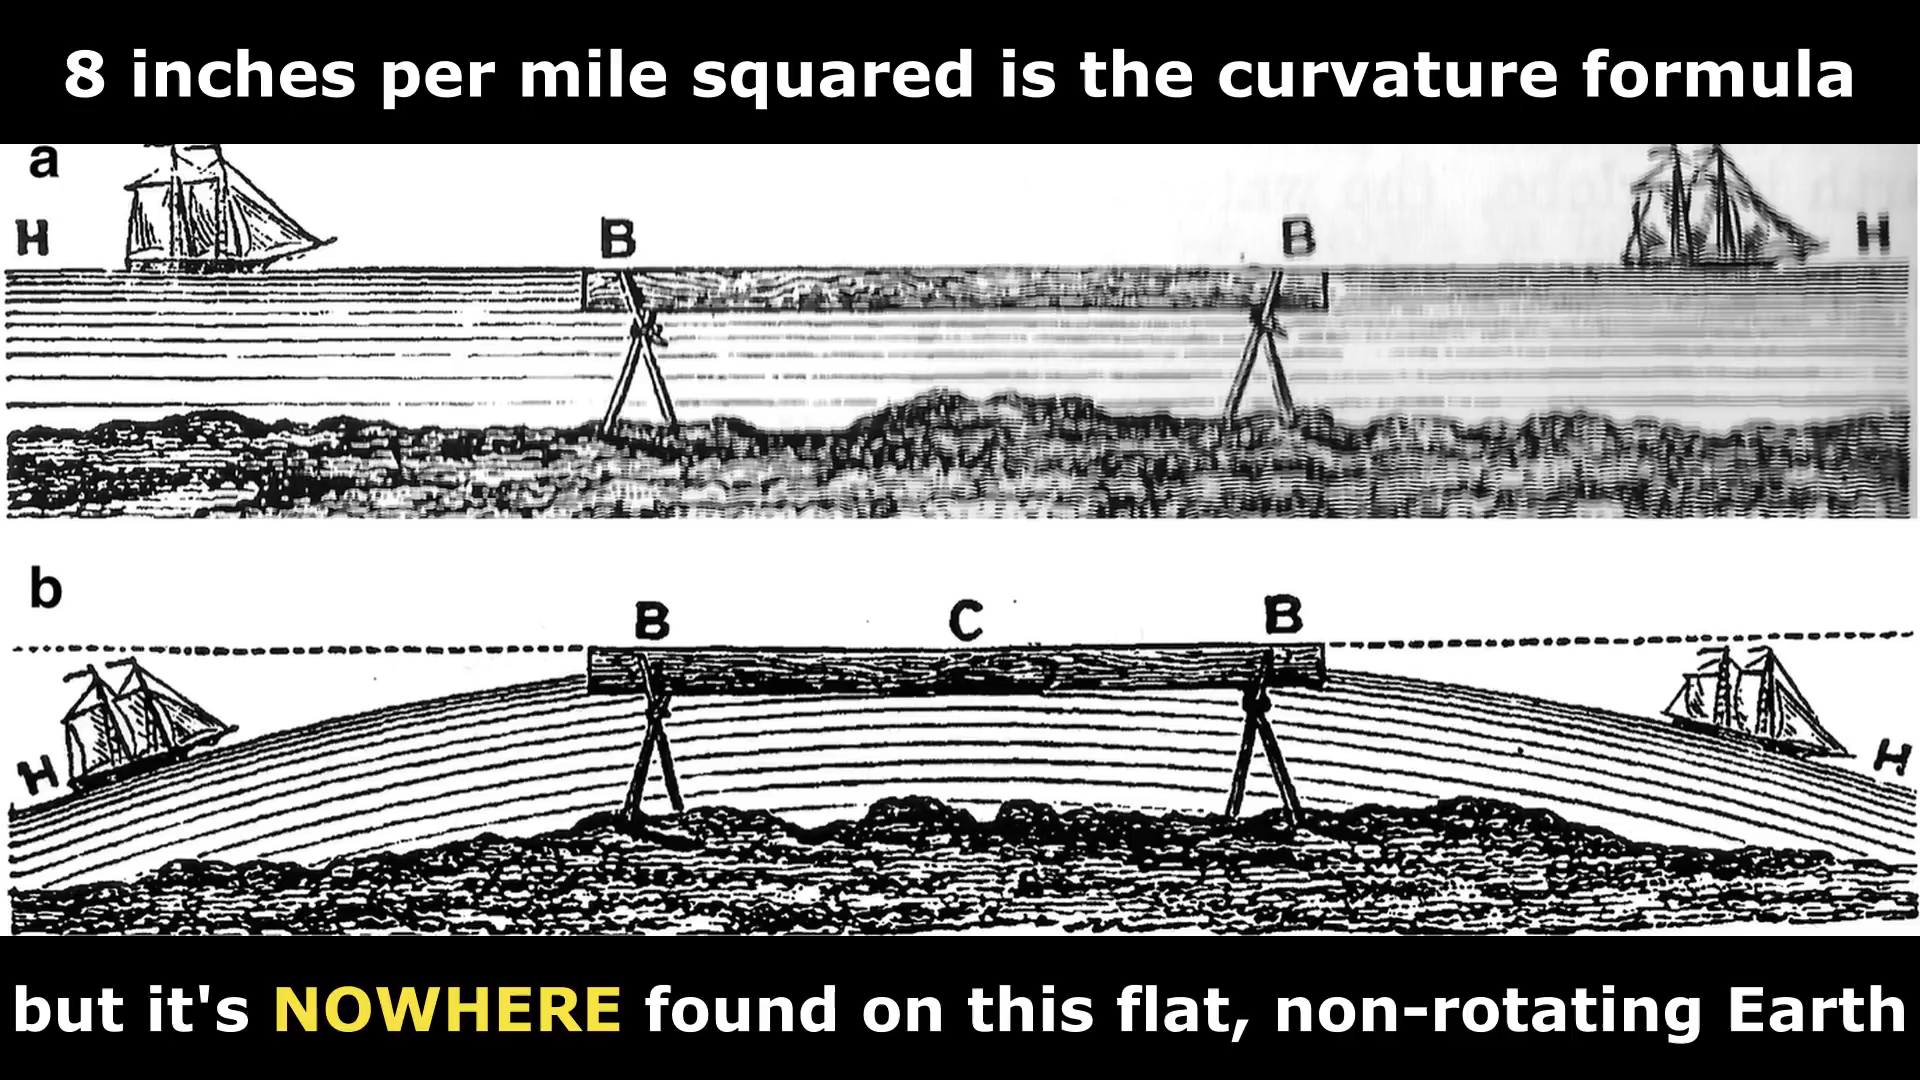 8 inches per mile squared is the curvature formula
a
H B B H
b
B C B
H H
but it's NOWHERE found on this flat, non-rotating Earth